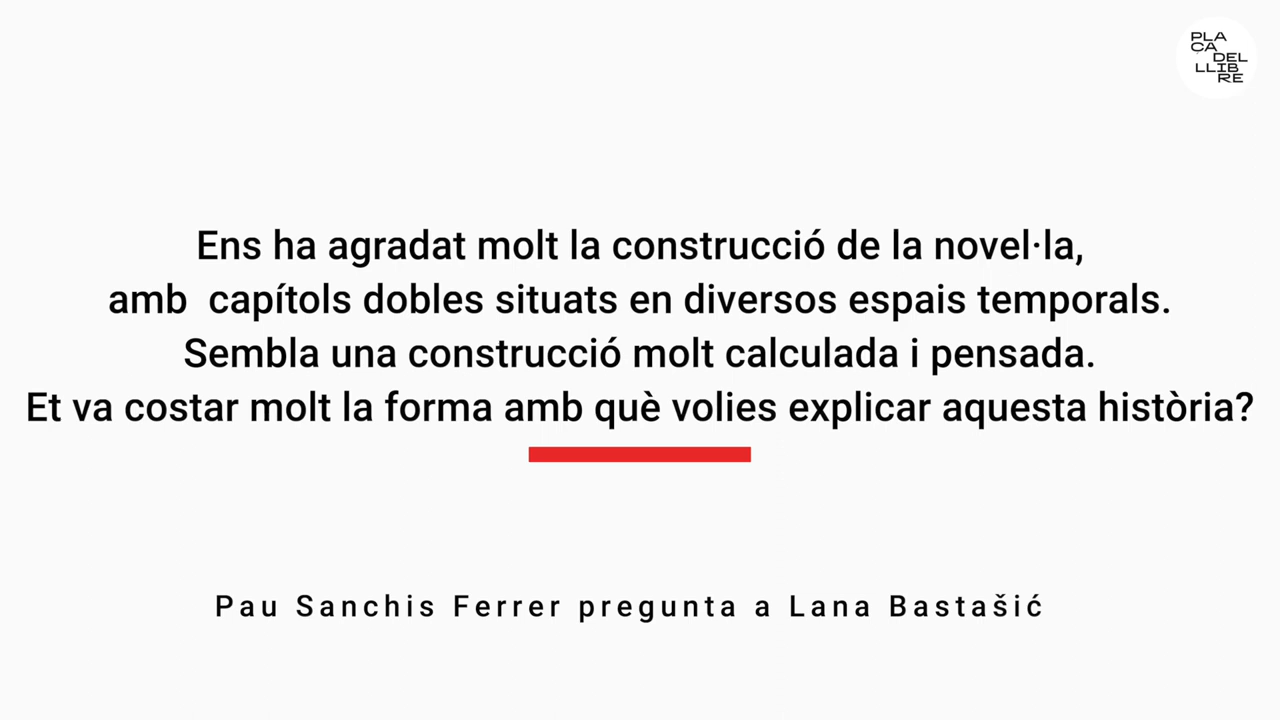 PLA
ÇA
DEL
LLIB
RE
Ens ha agradat molt la construcció de la novel·la,
amb  capítols dobles situats en diversos espais temporals.
Sembla una construcció molt calculada i pensada.
Et va costar molt la forma amb què volies explicar aquesta història?
Pau Sanchis Ferrer pregunta a Lana Bastašić